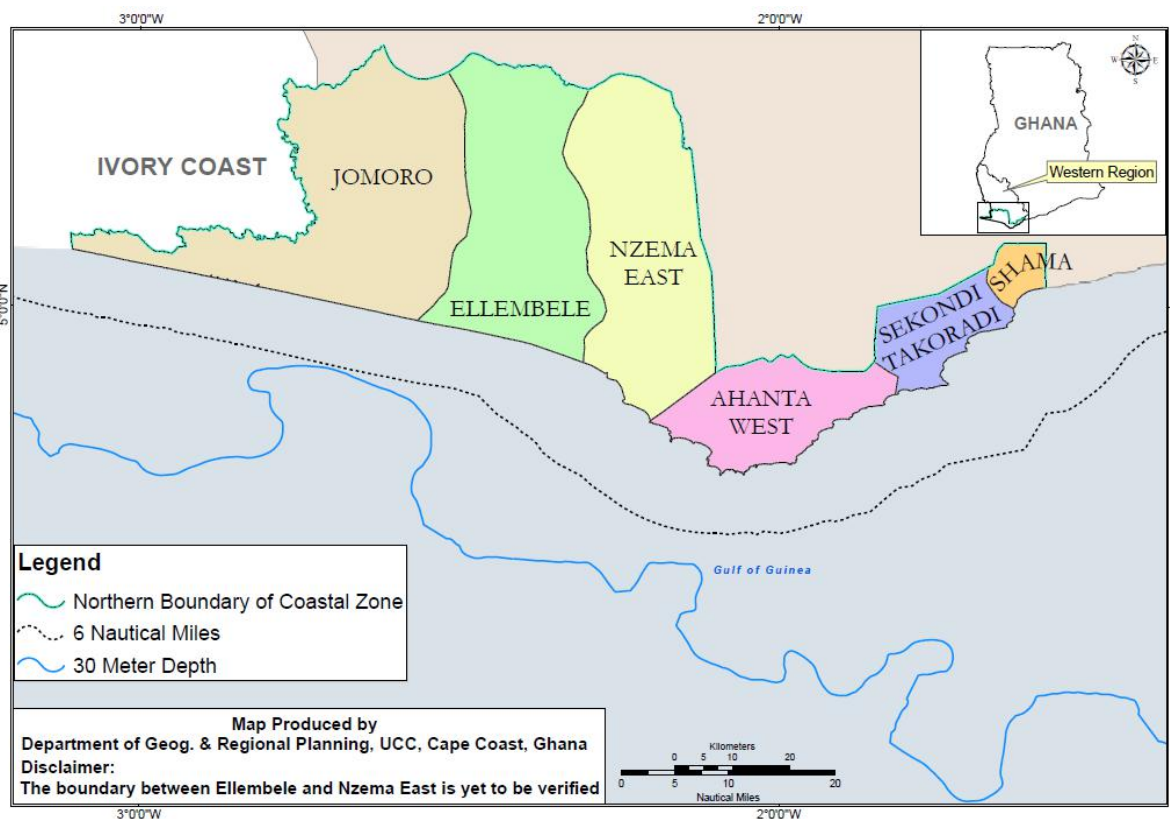 3°0'0"W
2°0'0"W
N
W
E
S
GHANA
Western Region
IVORY COAST
JOMORO
NZEMA
EAST
ELLEMBELE
SHAMA
SEKONDI
TAKORADI
AHANTA
WEST
5°0'0"N
Gulf of Guinea
Legend
Northern Boundary of Coastal Zone
6 Nautical Miles
30 Meter Depth
Map Produced by
Department of Geog. & Regional Planning, UCC, Cape Coast, Ghana
Disclaimer:
The boundary between Ellembele and Nzema East is yet to be verified
Kilometers
0 5 10 20
0 5 10 20
Nautical Miles
3°0'0"W
2°0'0"W